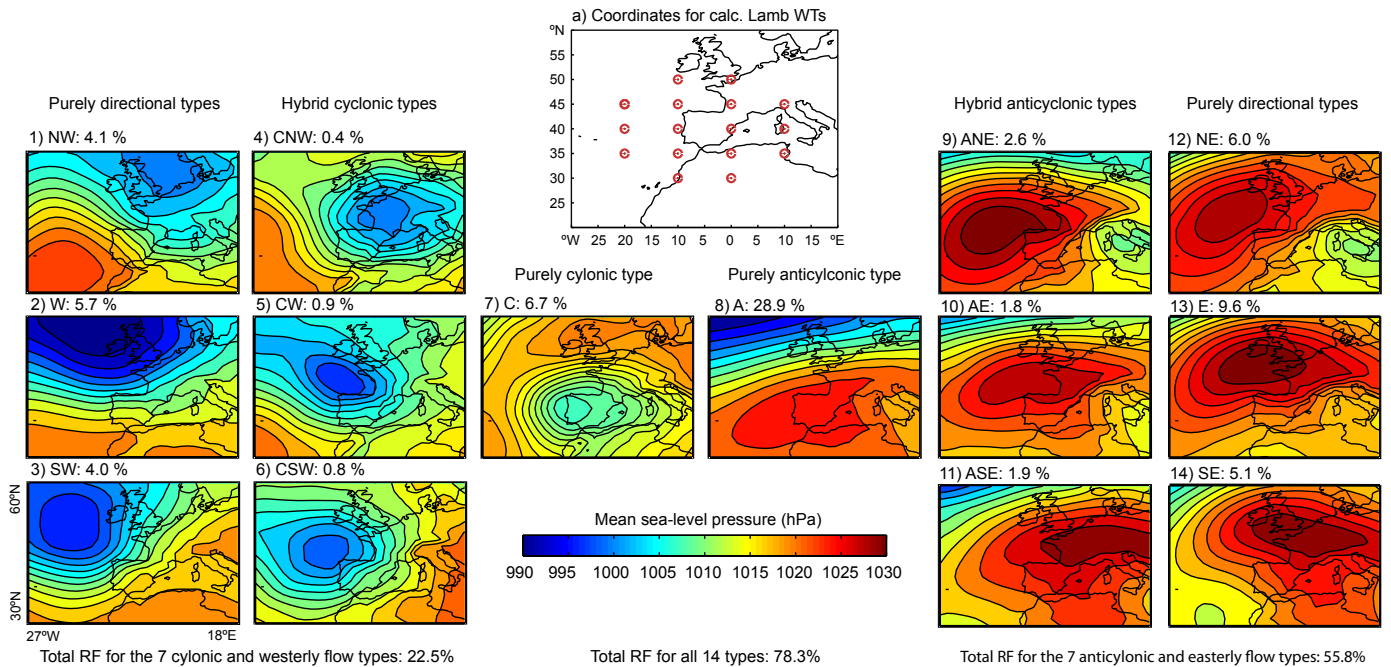 a) Coordinates for calc. Lamb WTs
ºN
55
50
45
40
35
30
25
ºW 25 20 15 10 5 0 5 10 15 ºE
Purely directional types
Hybrid cyclonic types
1) NW: 4.1 %
4) CNW: 0.4 %
2) W: 5.7 %
5) CW: 0.9 %
3) SW: 4.0 %
6) CSW: 0.8 %
60ºN
30ºN
27ºW 18ºE
Total RF for the 7 cylonic and westerly flow types: 22.5%
Purely cylonic type
Purely anticylconic type
7) C: 6.7 %
8) A: 28.9 %
Mean sea-level pressure (hPa)
990 995 1000 1005 1010 1015 1020 1025 1030
Total RF for all 14 types: 78.3%
Hybrid anticyclonic types
Purely directional types
9) ANE: 2.6 %
12) NE: 6.0 %
10) AE: 1.8 %
13) E: 9.6 %
11) ASE: 1.9 %
14) SE: 5.1 %
Total RF for the 7 anticylonic and easterly flow types: 55.8%